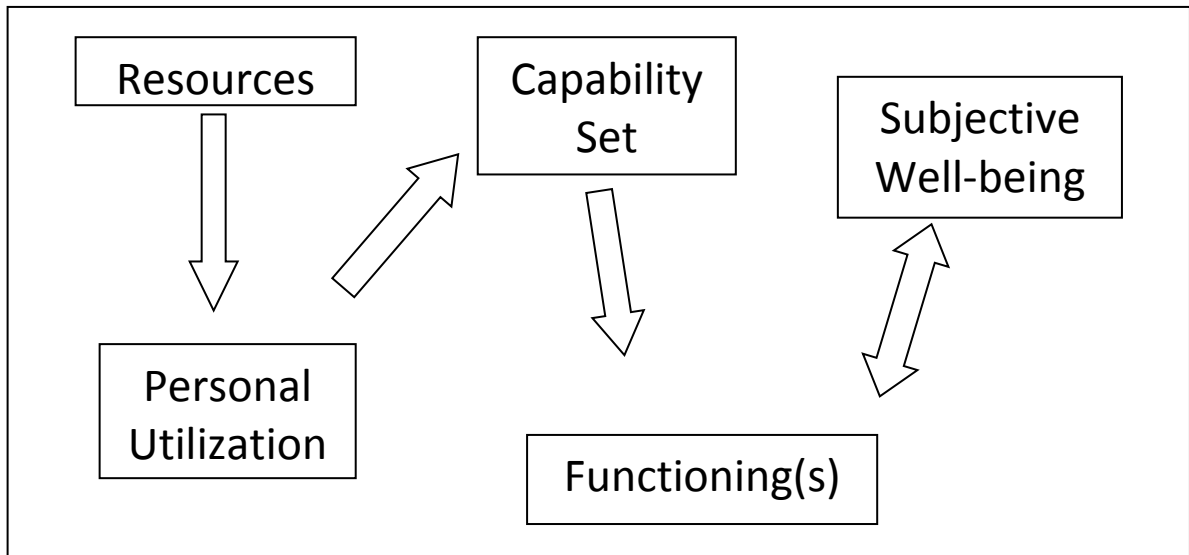 Resources
Capability
Set
Subjective
Well-being
Personal
Utilization
Functioning(s)